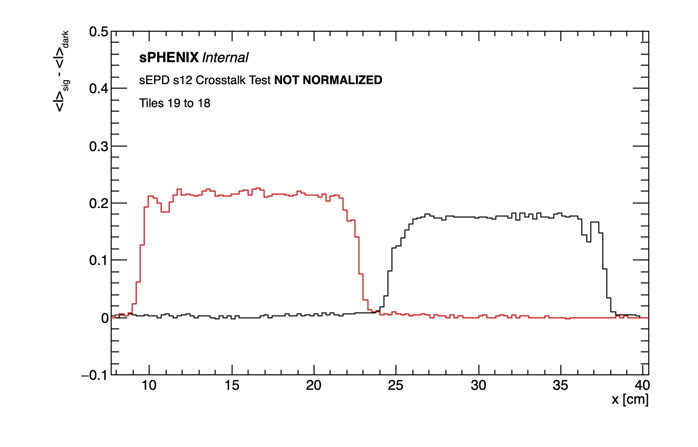 <I>sig - <I>dark
0.5
sPHENIX Internal
sEPD s12 Crosstalk Test NOT NORMALIZED
0.4
Tiles 19 to 18
0.3
0.2
0.1
0
−0.1
10 15 20 25 30 35 40
x [cm]